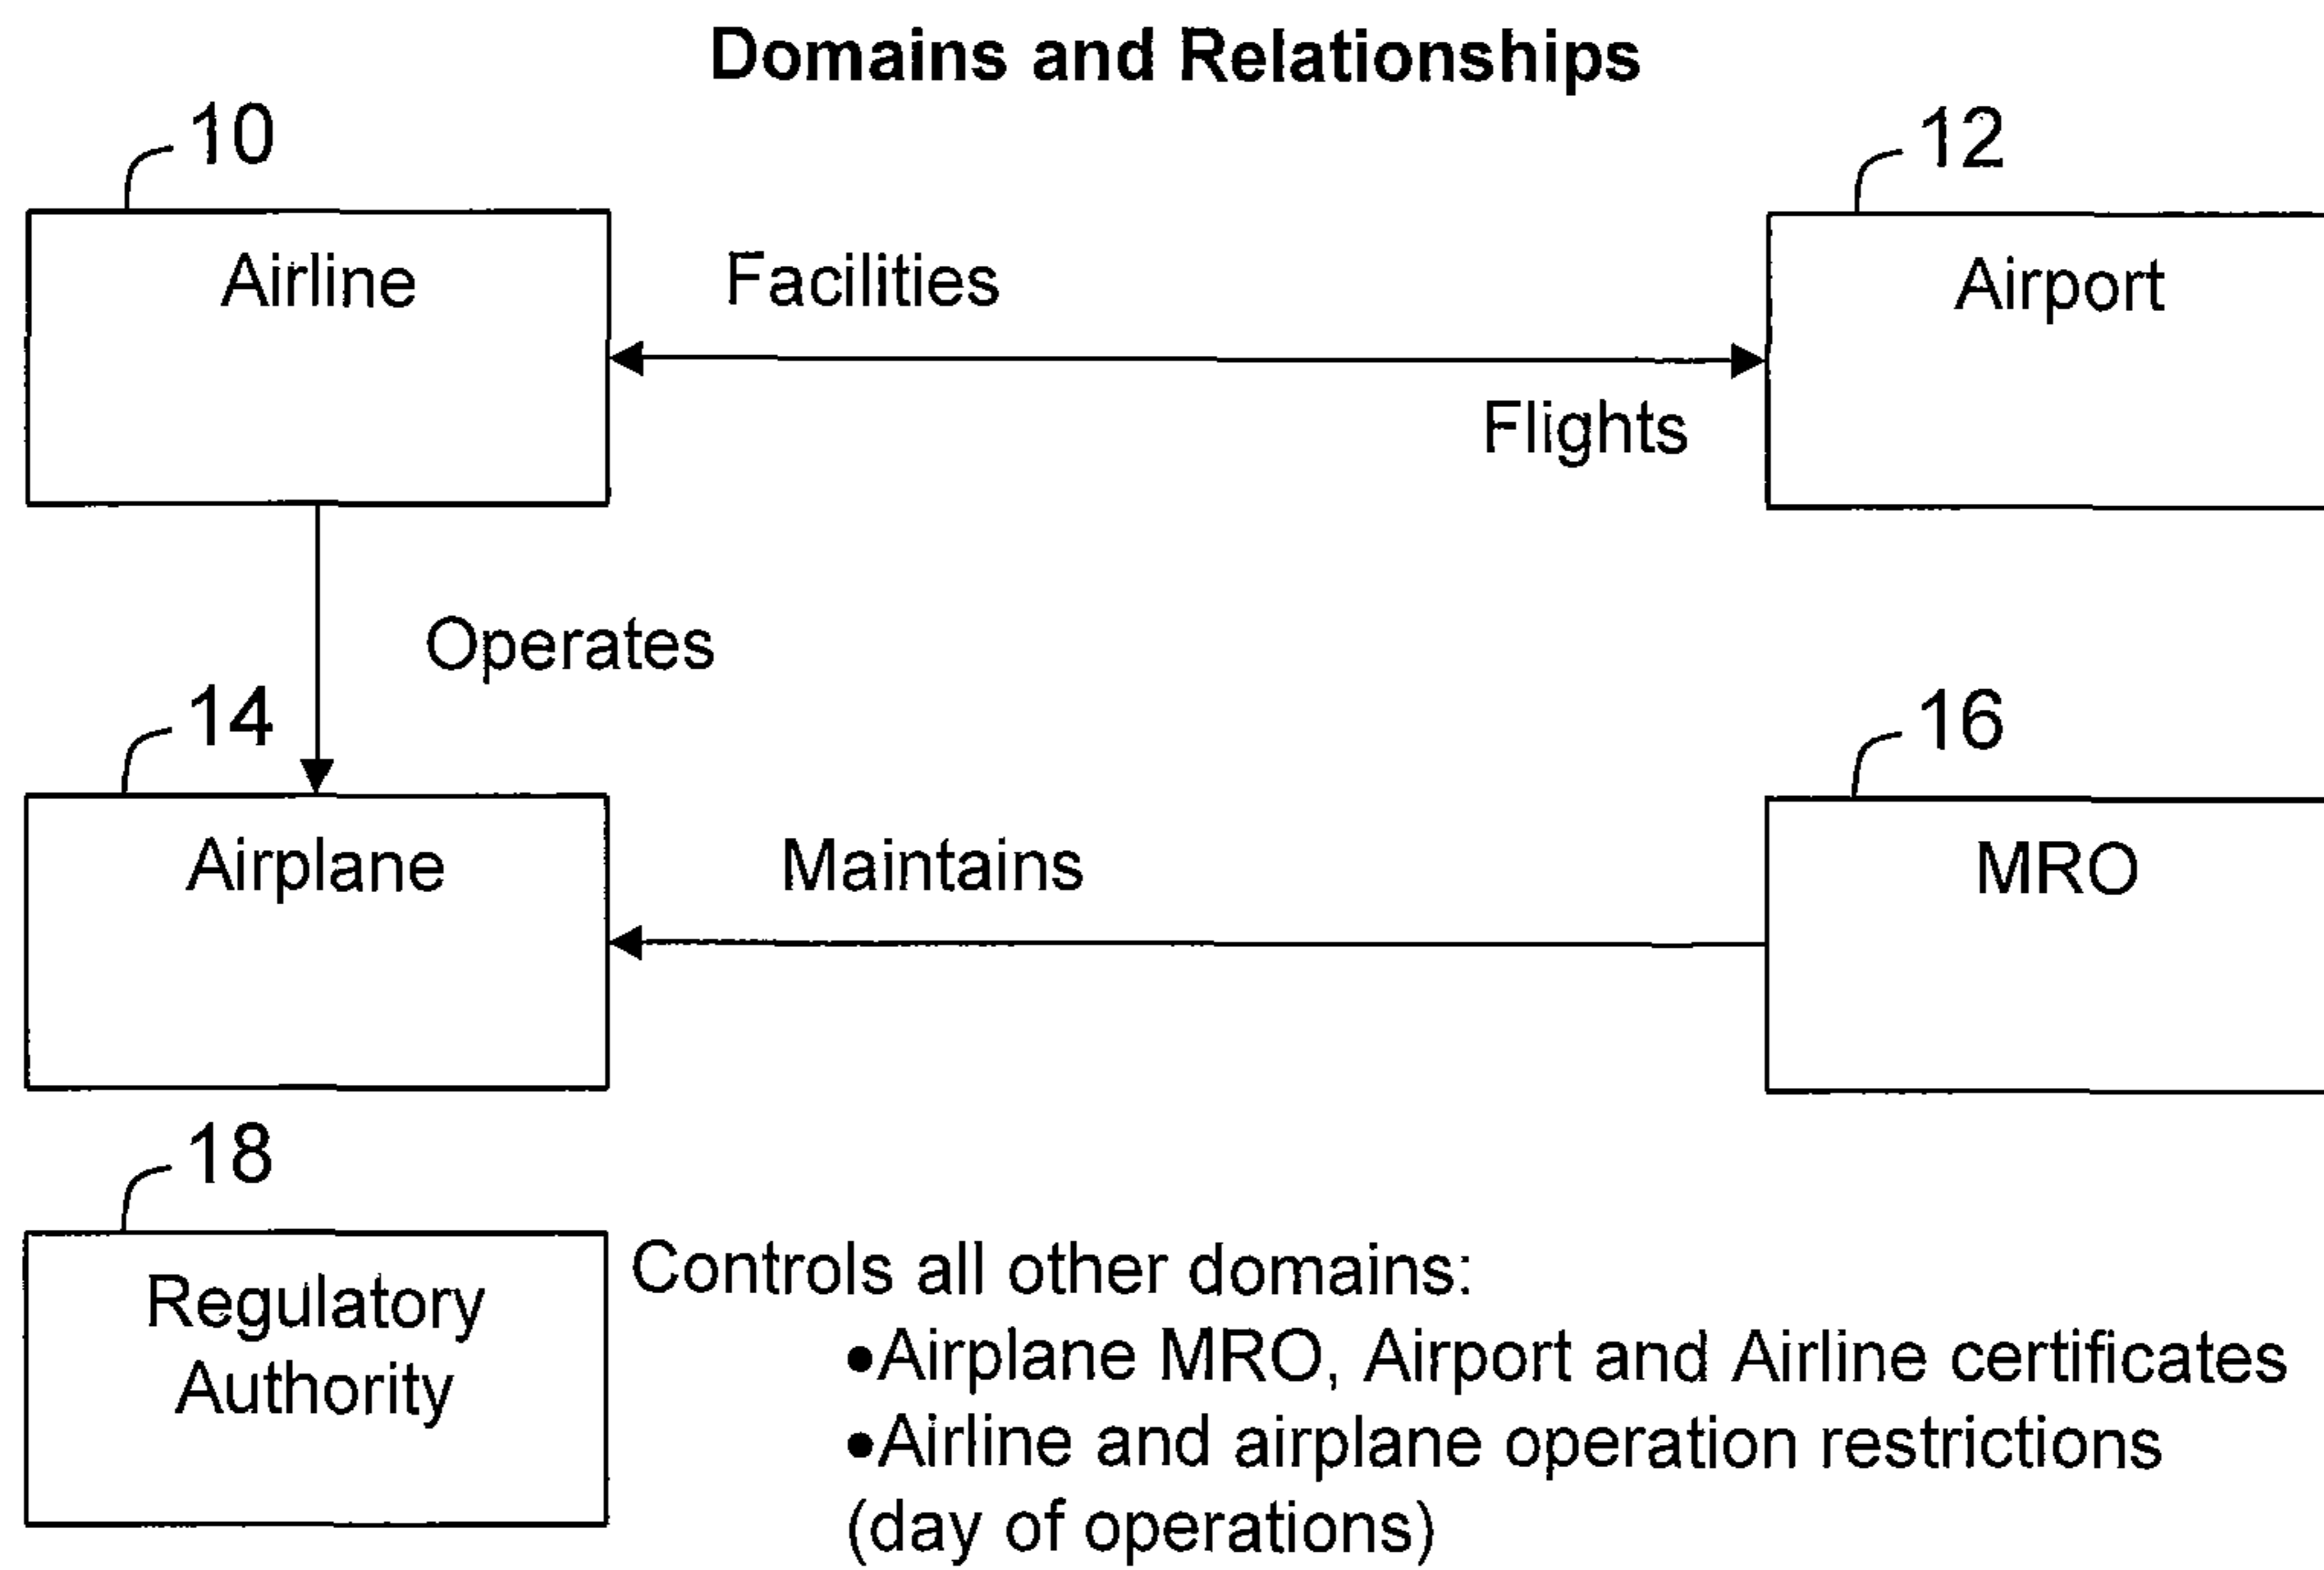 Domains and Relationships
10
12
Airline
Facilities
Airport
Flights
Operates
14
16
Airplane
Maintains
MRO
18
Regulatory
Authority
Controls all other domains:
•Airplane MRO, Airport and Airline certificates
•Airline and airplane operation restrictions
(day of operations)